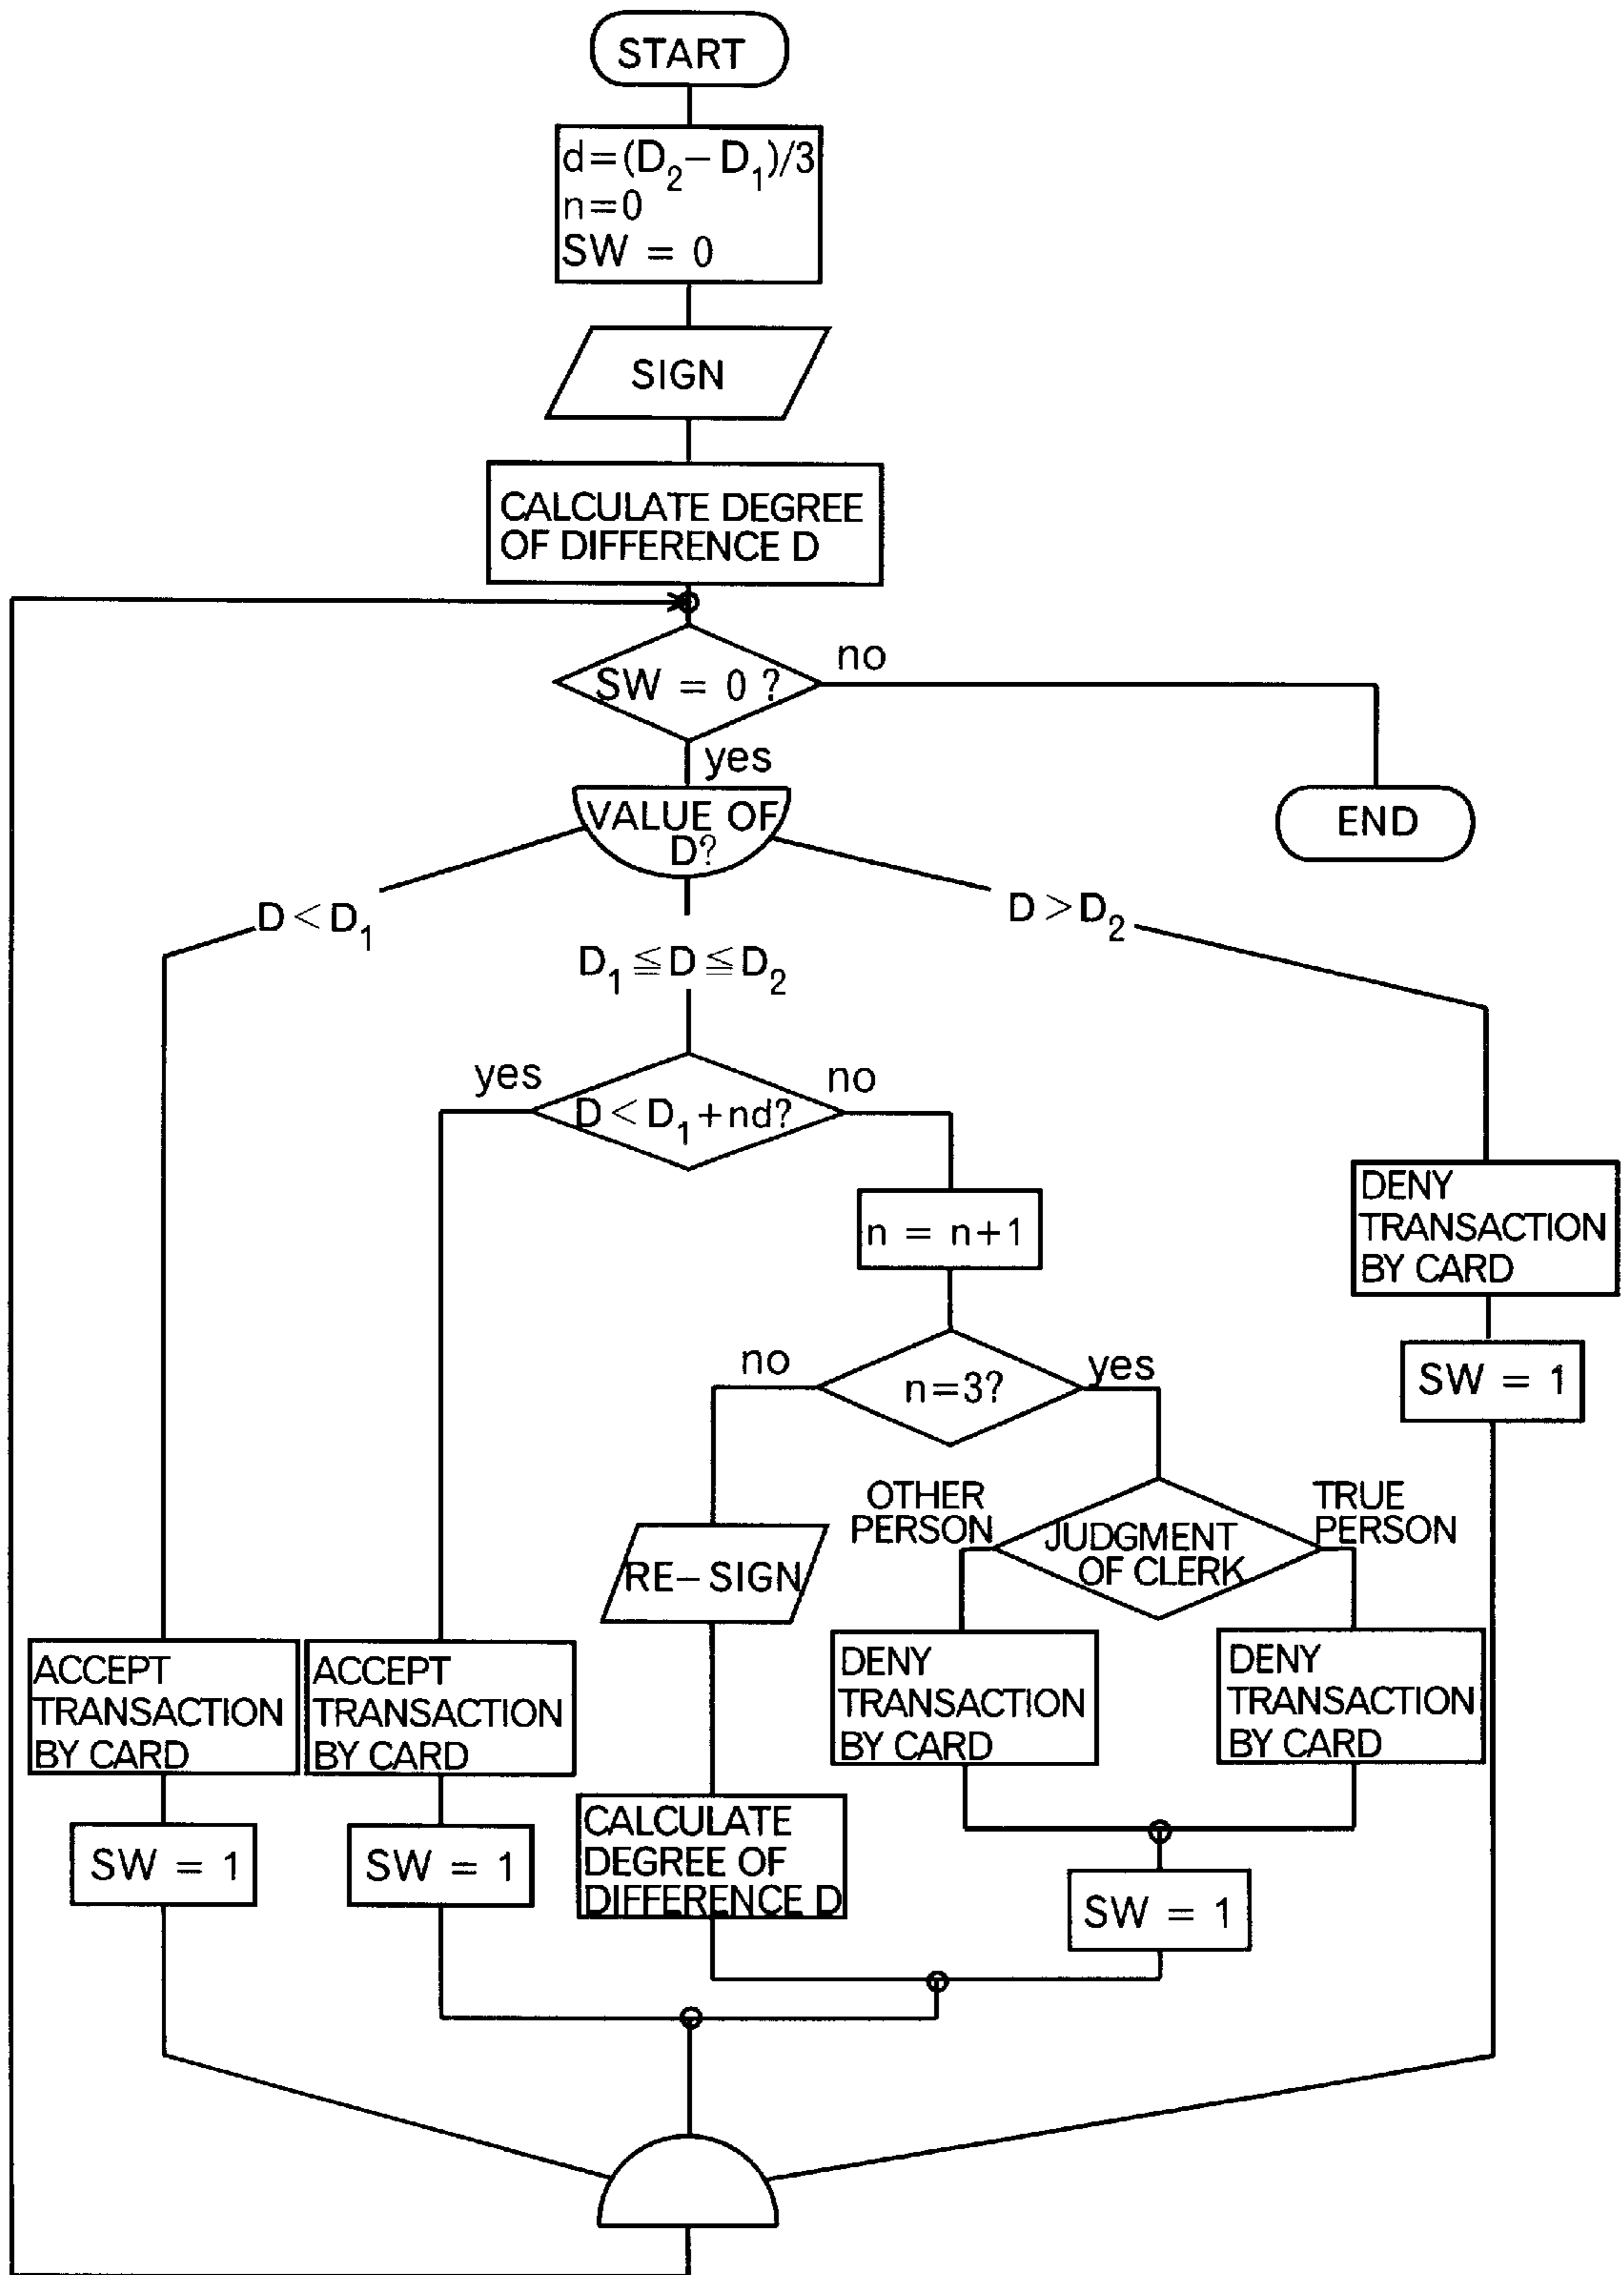 START
d=(D₂−D₁)/3
n=0
SW = 0
SIGN
CALCULATE DEGREE
OF DIFFERENCE D
SW = 0 ?
no
yes
VALUE OF
D?
END
D<D₁
D₁≦D≦D₂
D>D₂
yes
D<D₁+nd?
no
n = n+1
DENY
TRANSACTION
BY CARD
SW = 1
no
n=3?
yes
OTHER
PERSON
JUDGMENT
OF CLERK
TRUE
PERSON
RE–SIGN
ACCEPT
TRANSACTION
BY CARD
ACCEPT
TRANSACTION
BY CARD
DENY
TRANSACTION
BY CARD
DENY
TRANSACTION
BY CARD
SW = 1
SW = 1
CALCULATE
DEGREE OF
DIFFERENCE D
SW = 1